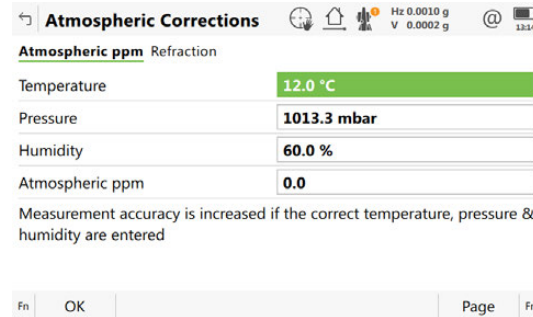 Atmospheric Corrections
Hz 0.0010 g
V 0.0002 g
@
Atmospheric ppm Refraction
Temperature 12.0 °C
Pressure 1013.3 mbar
Humidity 60.0 %
Atmospheric ppm 0.0
Measurement accuracy is increased if the correct temperature, pressure &
humidity are entered
Fn OK Page